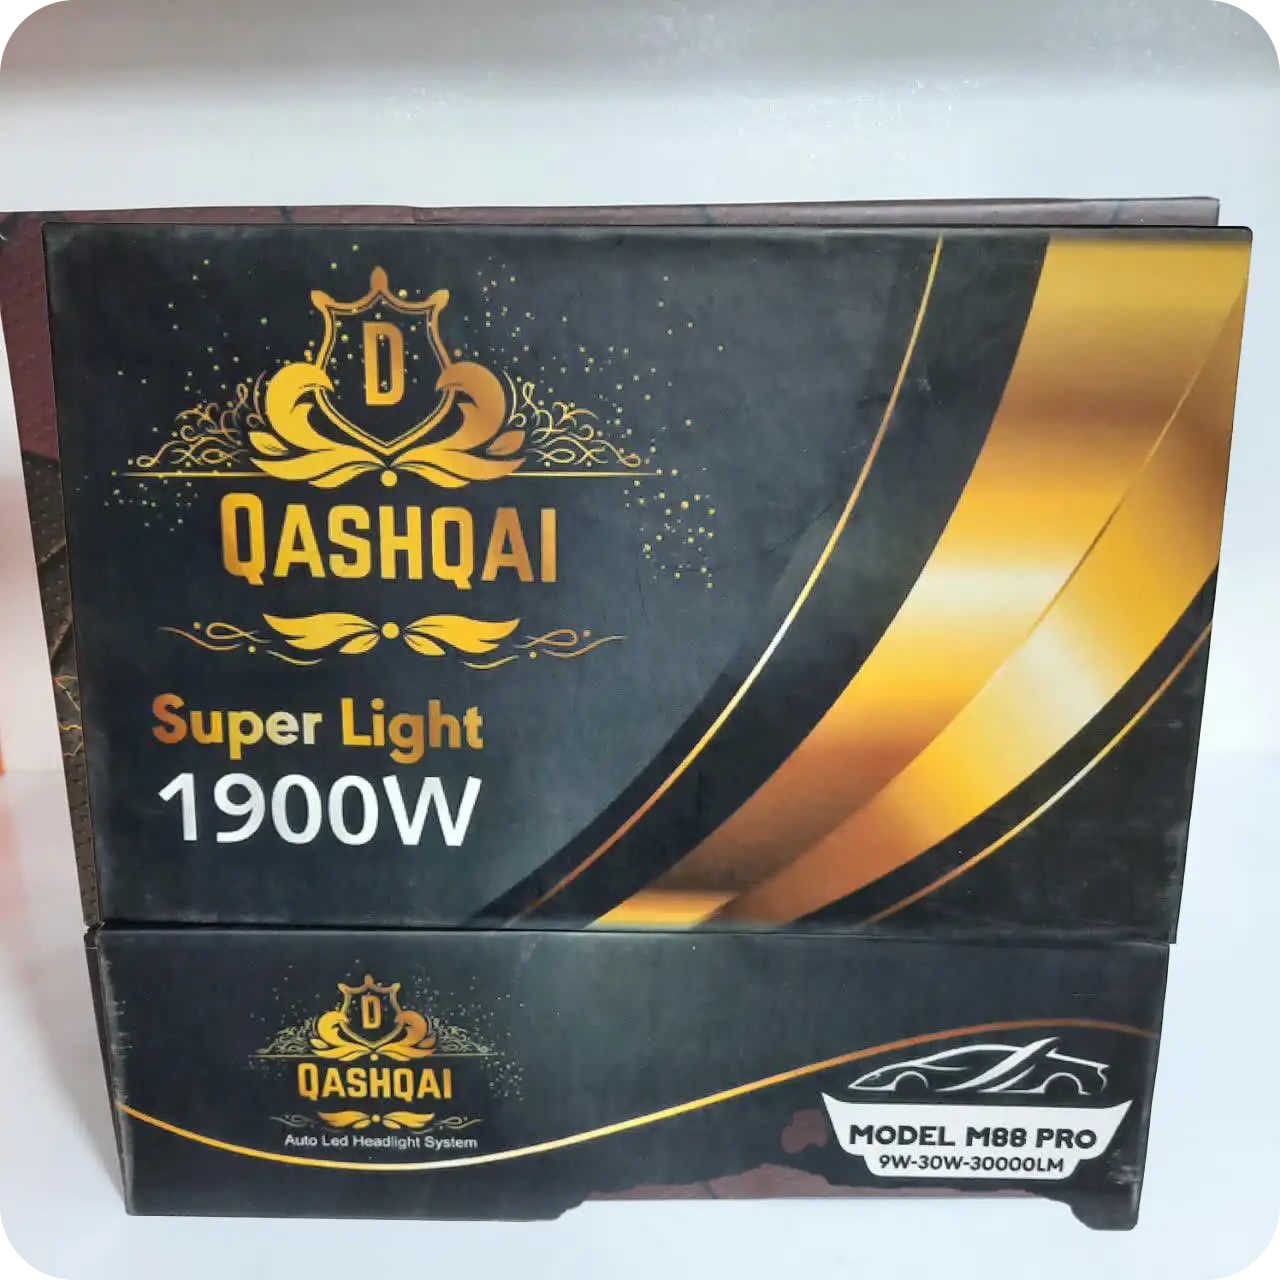 D
QASHQAI
Super Light
1900W
D
QASHQAI
Auto Led Headlight System
MODEL M88 PRO
9W-30W-30000LM